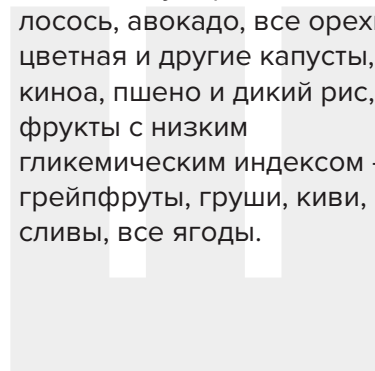 лосось, авокадо, все орехи
цветная и другие капусты,
киноа, пшено и дикий рис,
фрукты с низким
гликемическим индексом -
грейпфруты, груши, киви,
сливы, все ягоды.